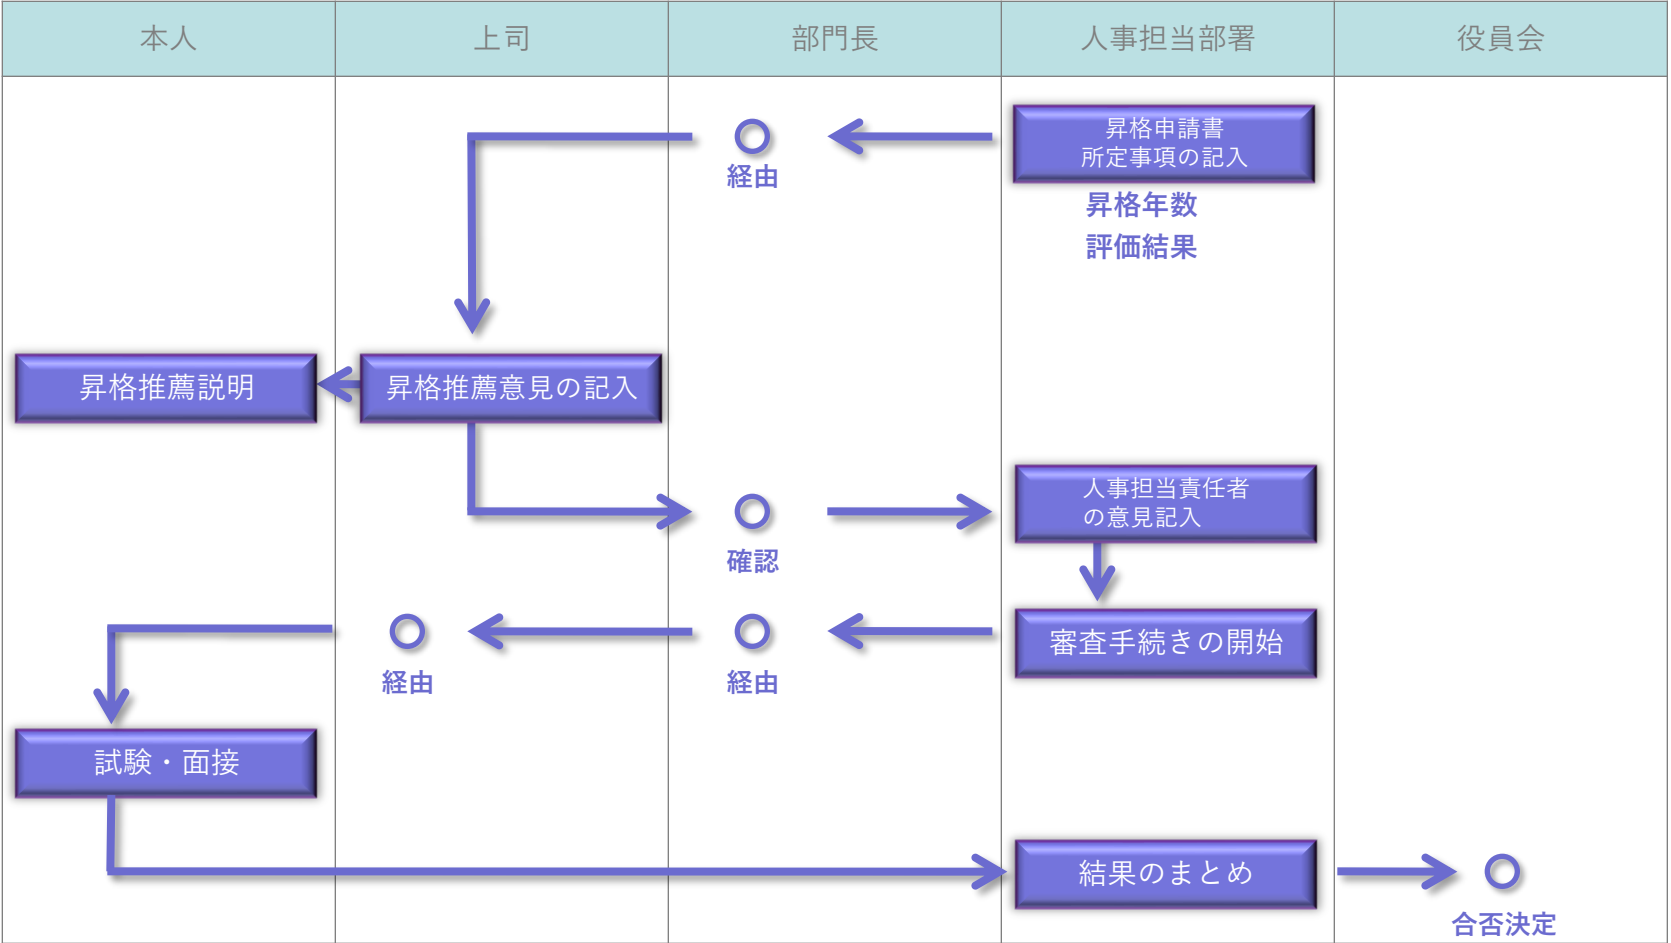 本人
上司
部門長
人事担当部署
役員会
昇格申請書
所定事項の記入
経由
昇格年数
評価結果
昇格推薦説明
昇格推薦意見の記入
人事担当責任者
の意見記入
確認
審査手続きの開始
経由
経由
試験・面接
結果のまとめ
合否決定